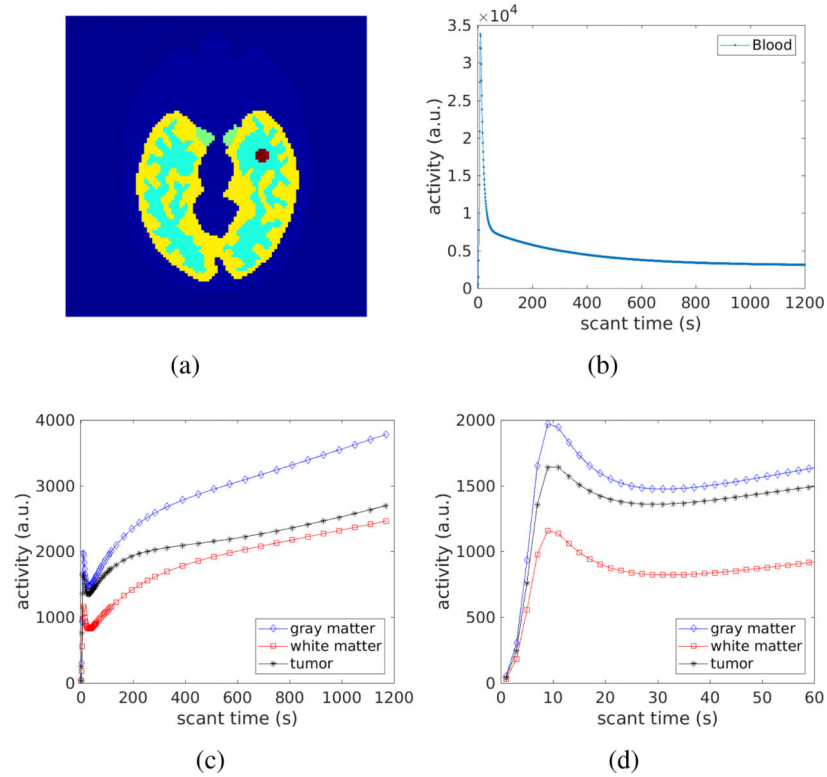 ×10⁴
3.5
3
2.5
2
1.5
1
0.5
0
activity (a.u.)
Blood
0 200 400 600 800 1000 1200
scant time (s)
(a)
(b)
4000
3000
2000
1000
0
activity (a.u.)
gray matter
white matter
tumor
0 200 400 600 800 1000 1200
scant time (s)
2000
1500
1000
500
0
activity (a.u.)
gray matter
white matter
tumor
0 10 20 30 40 50 60
scant time (s)
(c)
(d)